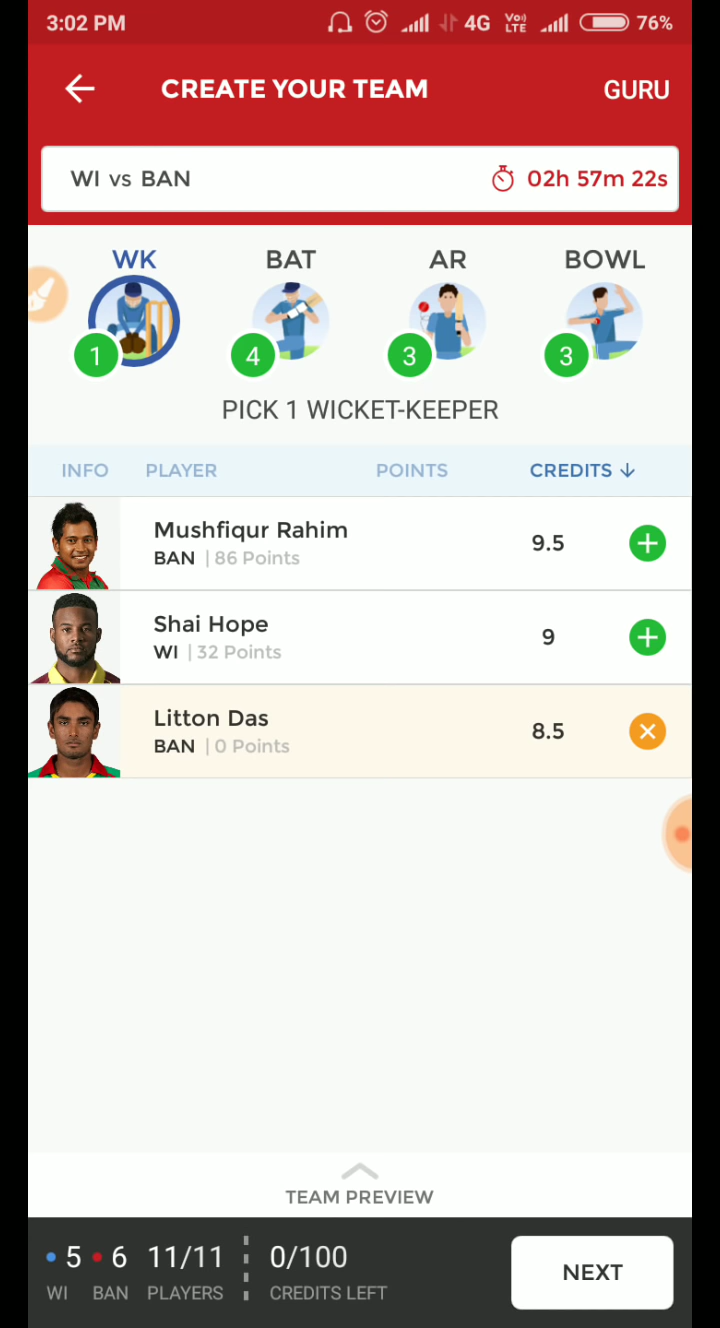 3:02 PM 4G Vo)) LTE 76%
CREATE YOUR TEAM GURU
WI vs BAN 02h 57m 22s
WK BAT AR BOWL
1 4 3 3
PICK 1 WICKET-KEEPER
INFO PLAYER POINTS CREDITS
Mushfiqur Rahim 9.5
BAN | 86 Points
Shai Hope 9
WI | 32 Points
Litton Das 8.5
BAN | 0 Points
TEAM PREVIEW
5 6 11/11 0/100 NEXT
WI BAN PLAYERS CREDITS LEFT